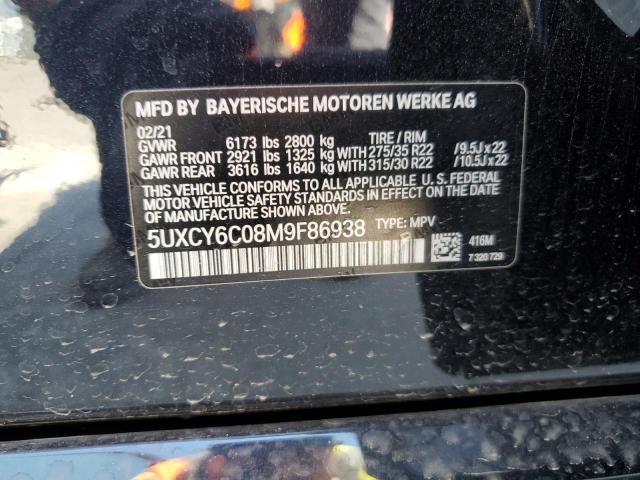 MFD BY BAYERISCHE MOTOREN WERKE AG
02/21
GVWR 6173 lbs 2800 kg TIRE / RIM
GAWR FRONT 2921 lbs 1325 kg WITH 275/35 R22 /9.5J x 22
GAWR REAR 3616 lbs 1640 kg WITH 315/30 R22 /10.5J x 22
THIS VEHICLE CONFORMS TO ALL APPLICABLE U. S. FEDERAL
MOTOR VEHICLE SAFETY STANDARDS IN EFFECT ON THE DATE
OF MANUFACTURE SHOWN ABOVE.
5UXCY6C08M9F86938 TYPE: MPV
416M
7 320 729